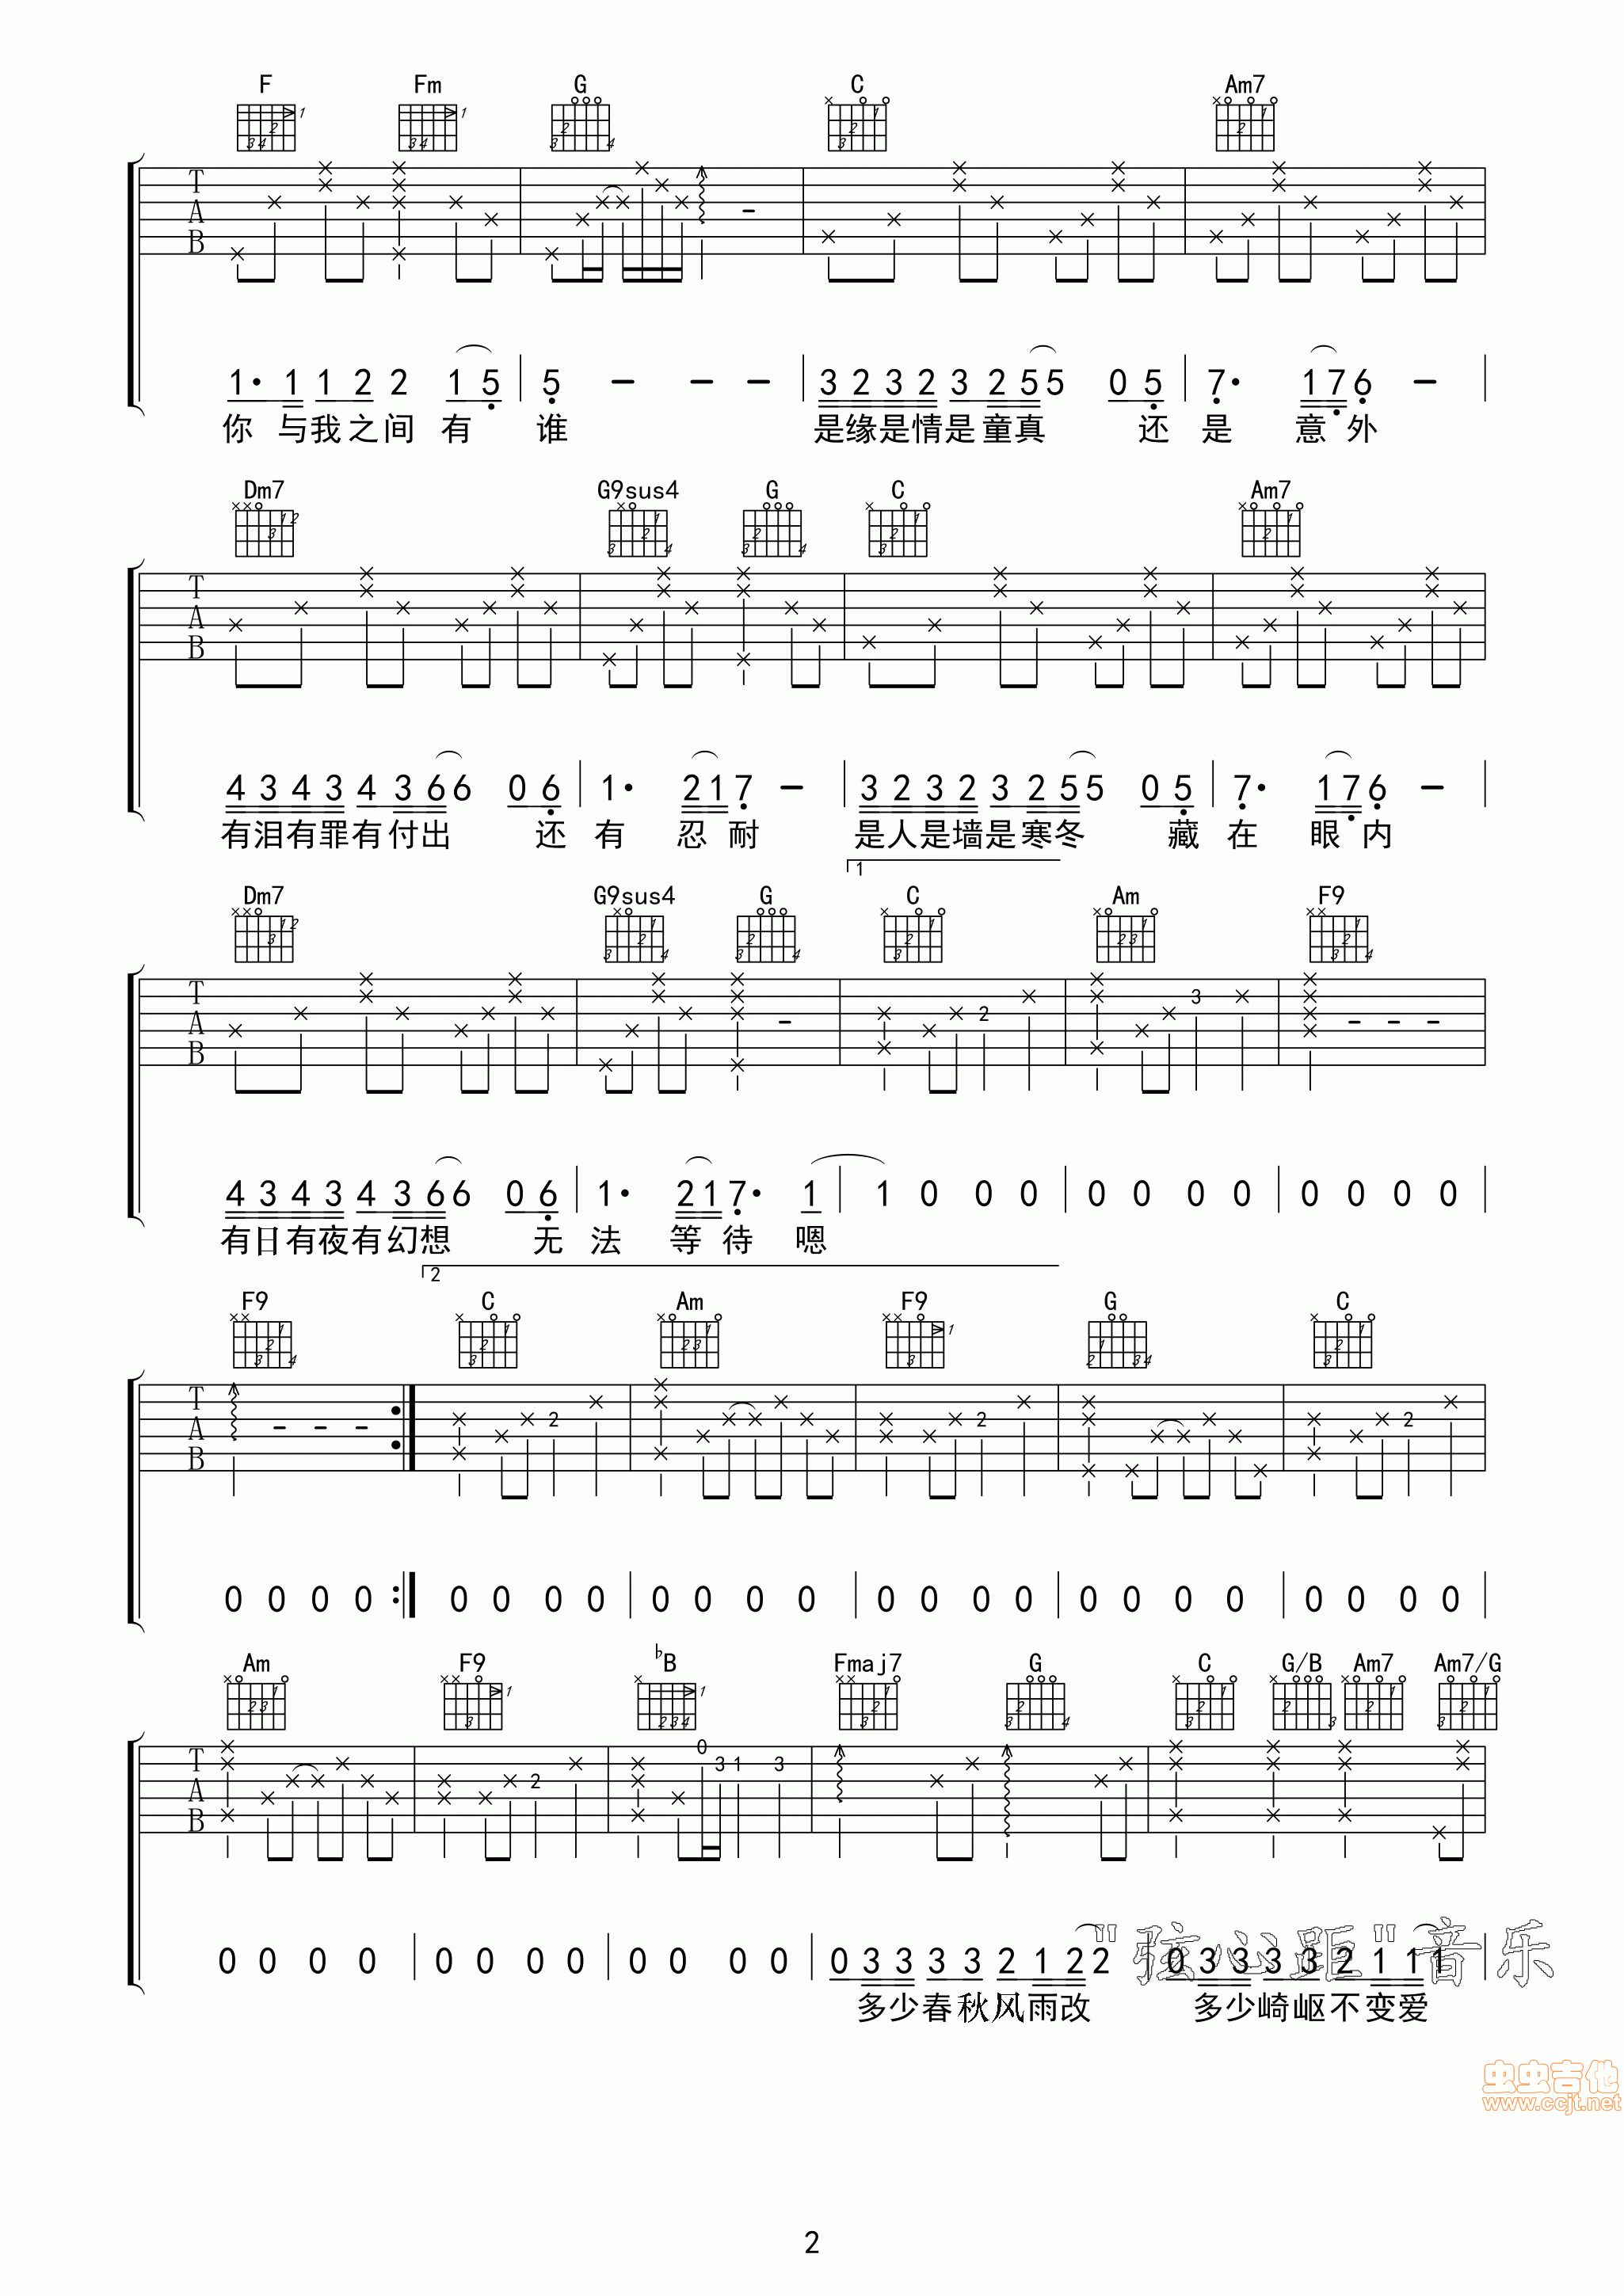 F Fm G C Am7
T
A
B
1· 1 1 2 2 1 5 | 5 - - - | 3 2 3 2 3 2 5 5 0 5 | 7· 1 7 6 - |
你 与我之间 有 谁 是缘是情是童真 还 是 意 外
Dm7 G9sus4 G C Am7
T
A
B
4 3 4 3 4 3 6 6 0 6 | 1· 2 1 7 - | 3 2 3 2 3 2 5 5 0 5 | 7· 1 7 6 - |
有泪有罪有付出 还 有 忍 耐 是人是墙是寒冬 藏 在 眼 内
1
Dm7 G9sus4 G C Am F9
T
A
B
2 3
4 3 4 3 4 3 6 6 0 6 | 1· 2 1 7· 1 | 1 0 0 0 | 0 0 0 0 | 0 0 0 0 |
有日有夜有幻想 无 法 等 待 嗯
2
F9 C Am F9 G C
T
A
B
2 2 2
0 0 0 0 :| 0 0 0 0 | 0 0 0 0 | 0 0 0 0 | 0 0 0 0 | 0 0 0 0 |
Am F9 ♭B Fmaj7 G C G/B Am7 Am7/G
T
A
B
2 0 3 1 3
0 0 0 0 | 0 0 0 0 | 0 0 0 0 | 0 3 3 3 3 2 1 2 2 | 0 3 3 3 3 2 1 1 1 |
"弦心距"音乐
多少春秋风雨改 多少崎岖不变爱
虫虫吉他
www.ccjt.net
2